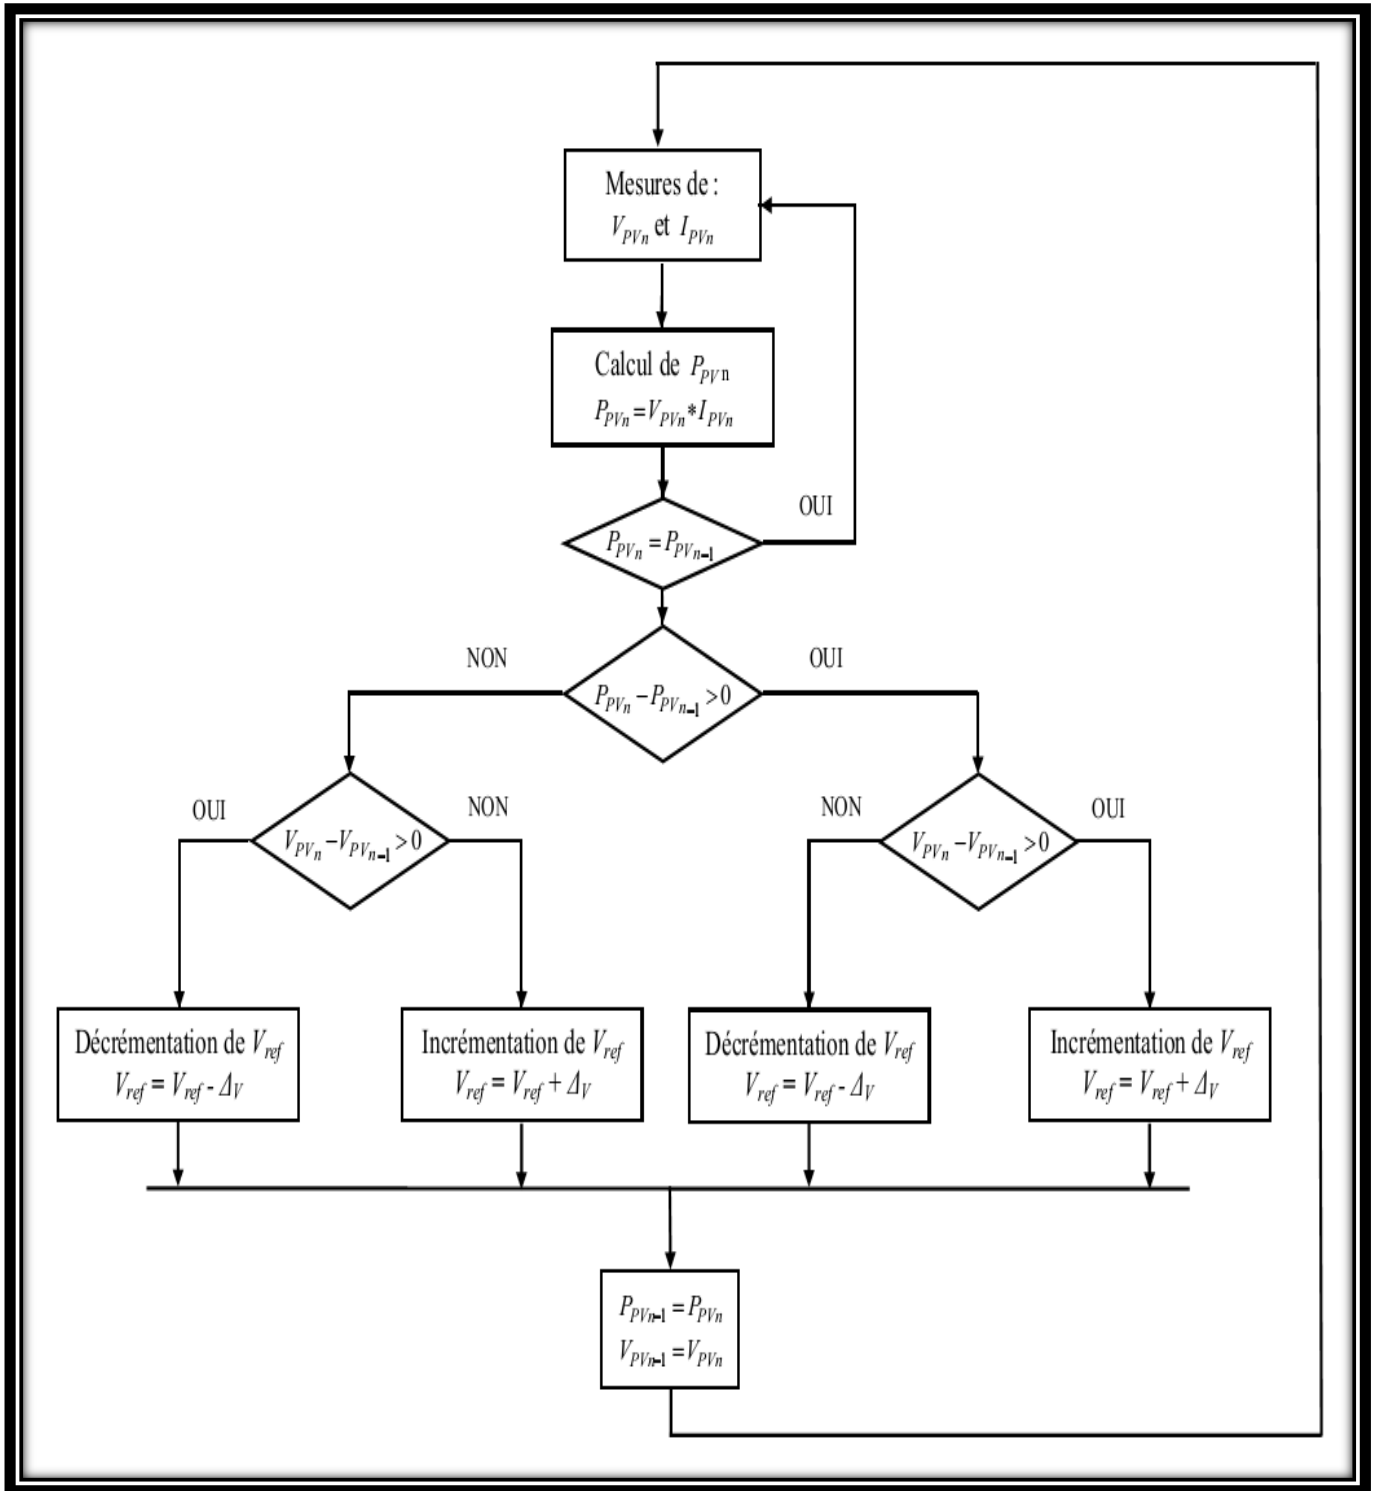 Mesures de :
V_PVn et I_PVn
Calcul de P_PVn
P_PVn = V_PVn * I_PVn
OUI
P_PVn = P_PVn-1
NON
OUI
P_PVn − P_PVn-1 > 0
OUI
NON
NON
OUI
V_PVn − V_PVn-1 > 0
V_PVn − V_PVn-1 > 0
Décrémentation de V_ref
V_ref = V_ref - Δ_V
Incrémentation de V_ref
V_ref = V_ref + Δ_V
Décrémentation de V_ref
V_ref = V_ref - Δ_V
Incrémentation de V_ref
V_ref = V_ref + Δ_V
P_PVn-1 = P_PVn
V_PVn-1 = V_PVn